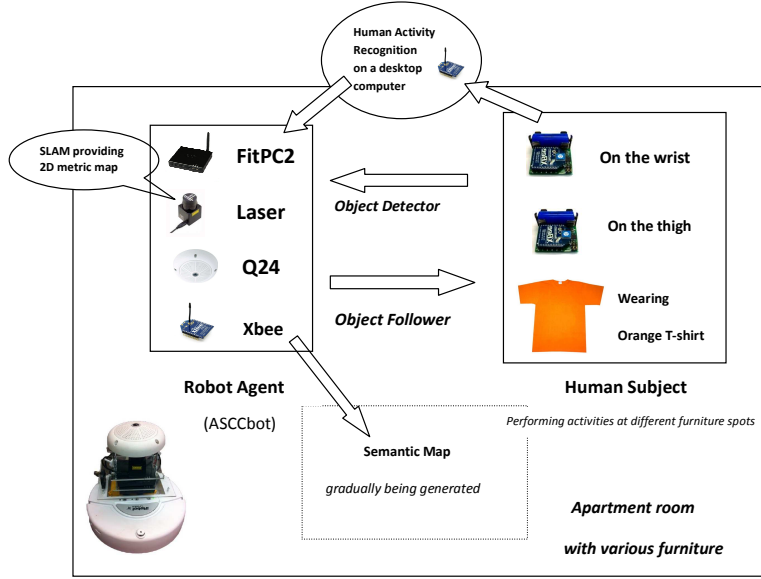 Human Activity
Recognition
on a desktop
computer
SLAM providing
2D metric map
FitPC2
Laser
Q24
Xbee
Object Detector
Object Follower
On the wrist
On the thigh
Wearing
Orange T-shirt
Robot Agent
(ASCCbot)
Human Subject
Performing activities at different furniture spots
Semantic Map
gradually being generated
Apartment room
with various furniture